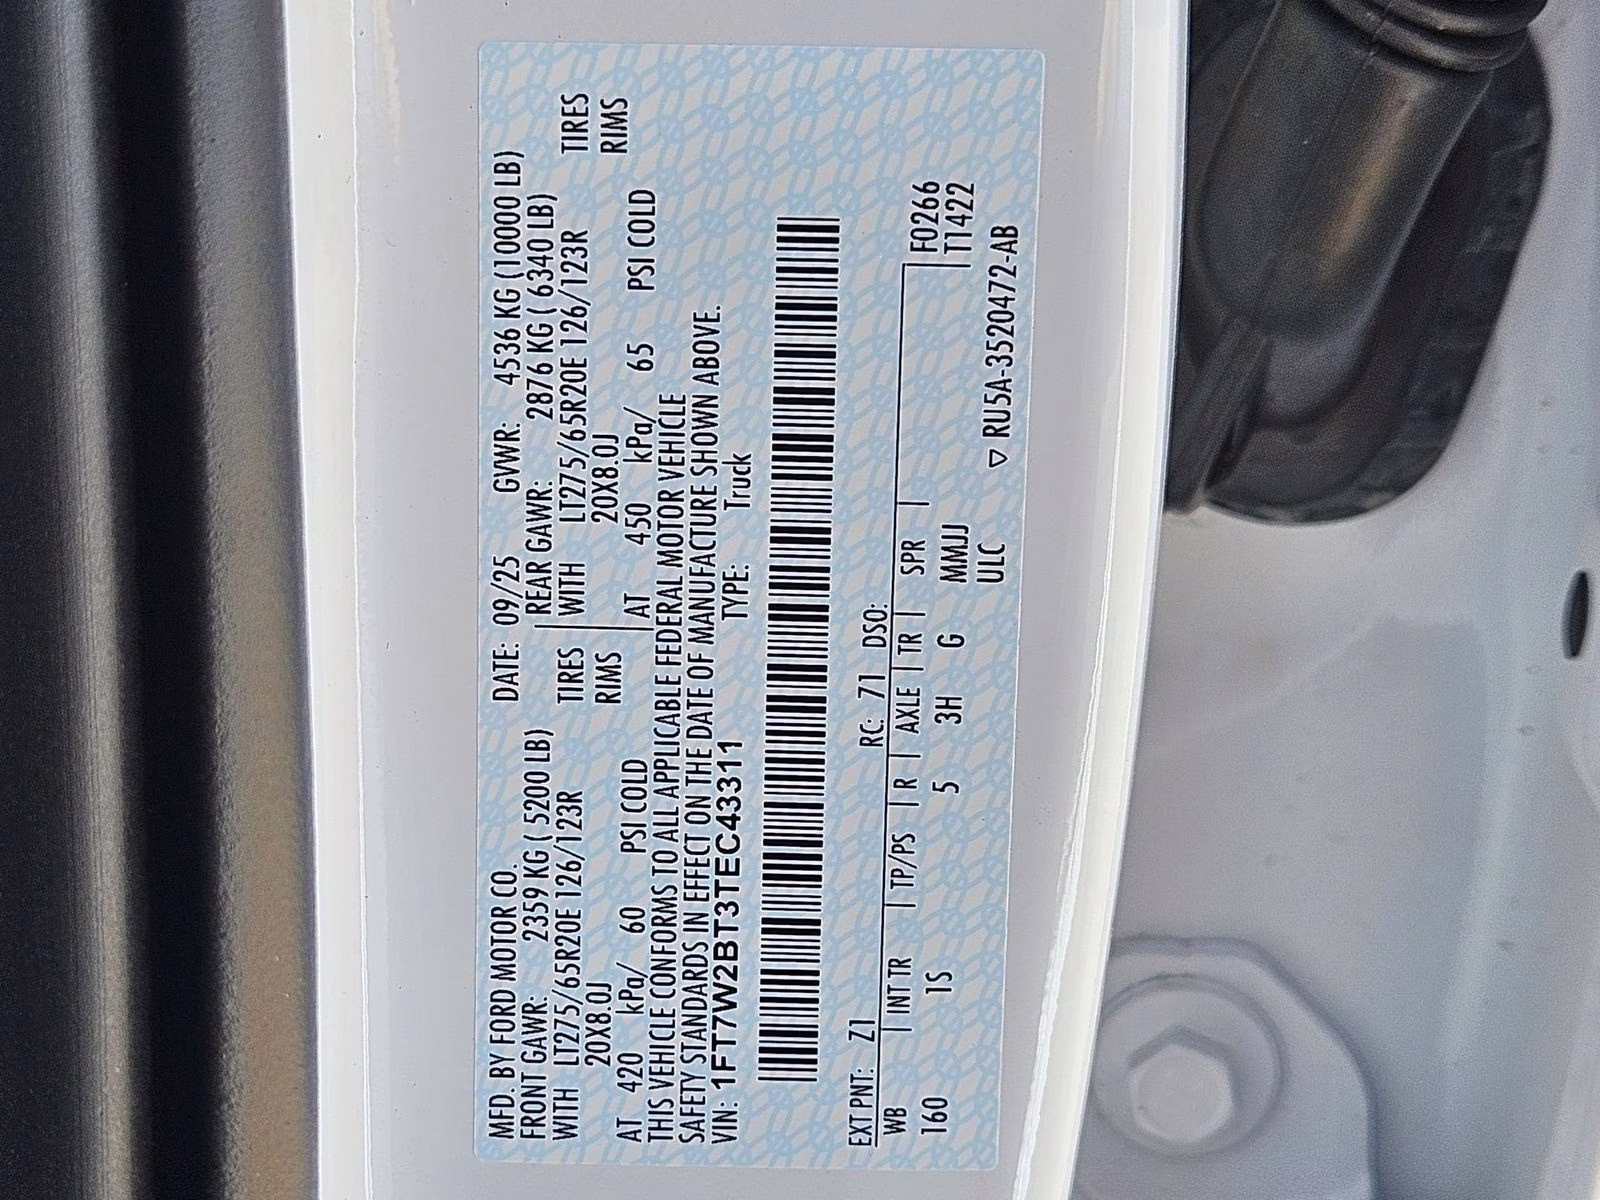 MFD. BY FORD MOTOR CO. DATE: 09/25 GVWR: 4536 KG (10000 LB)
FRONT GAWR: 2359 KG ( 5200 LB) REAR GAWR: 2876 KG ( 6340 LB)
WITH LT275/65R20E 126/123R TIRES WITH LT275/65R20E 126/123R TIRES
20X8.0J RIMS 20X8.0J RIMS
AT 420 kPa/ 60 PSI COLD AT 450 kPa/ 65 PSI COLD
THIS VEHICLE CONFORMS TO ALL APPLICABLE FEDERAL MOTOR VEHICLE
SAFETY STANDARDS IN EFFECT ON THE DATE OF MANUFACTURE SHOWN ABOVE.
VIN: 1FT7W2BT3TEC43311 TYPE: Truck
EXT PNT: Z1 RC: 71 DSO:
WB INT TR TP/PS R AXLE TR SPR F0266
160 1S 5 3H G MMJJ T1422
ULC ▽ RU5A-3520472-AB